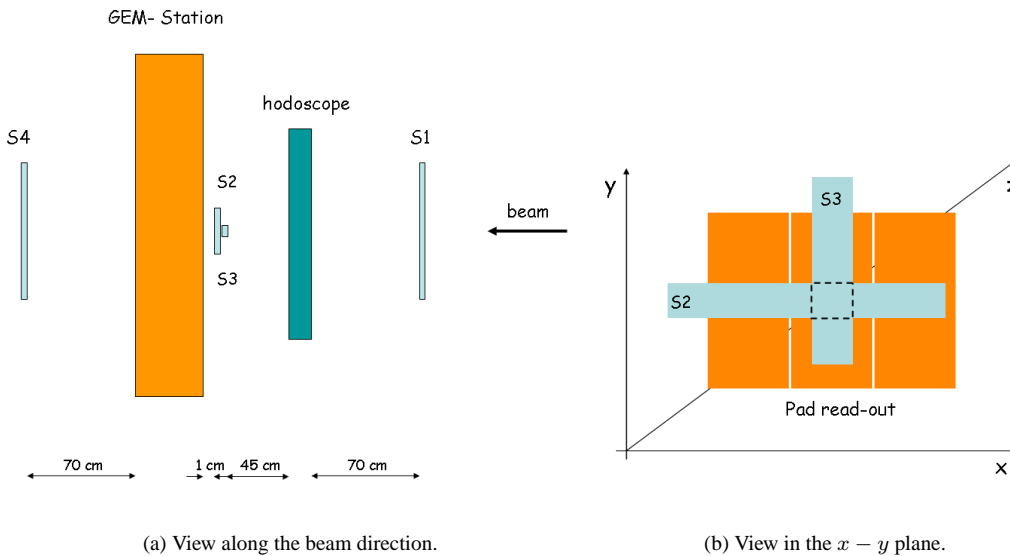 GEM- Station
hodoscope
S4
S1
S2
S3
beam
70 cm
1 cm
45 cm
70 cm
(a) View along the beam direction.
y
z
S3
S2
Pad read-out
x
(b) View in the x − y plane.